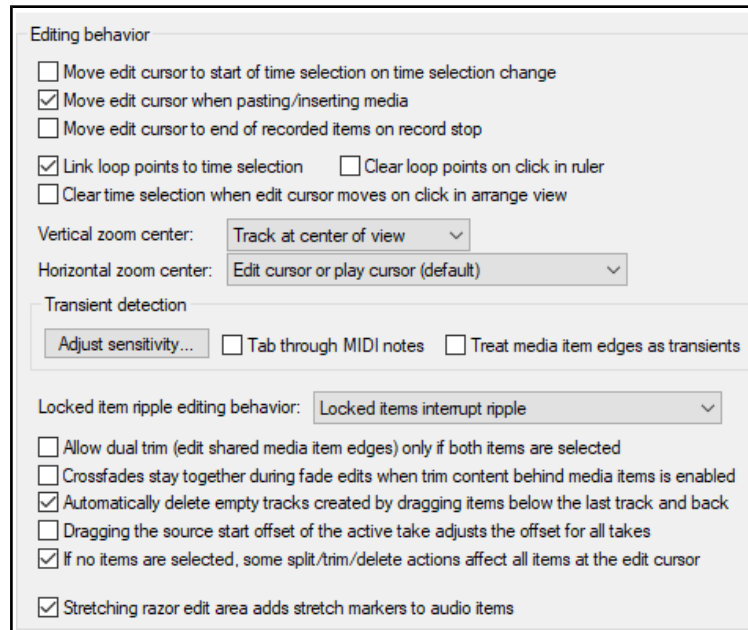 Editing behavior
Move edit cursor to start of time selection on time selection change
Move edit cursor when pasting/inserting media
Move edit cursor to end of recorded items on record stop
Link loop points to time selection Clear loop points on click in ruler
Clear time selection when edit cursor moves on click in arrange view
Vertical zoom center: Track at center of view
Horizontal zoom center: Edit cursor or play cursor (default)
Transient detection
Adjust sensitivity... Tab through MIDI notes Treat media item edges as transients
Locked item ripple editing behavior: Locked items interrupt ripple
Allow dual trim (edit shared media item edges) only if both items are selected
Crossfades stay together during fade edits when trim content behind media items is enabled
Automatically delete empty tracks created by dragging items below the last track and back
Dragging the source start offset of the active take adjusts the offset for all takes
If no items are selected, some split/trim/delete actions affect all items at the edit cursor
Stretching razor edit area adds stretch markers to audio items